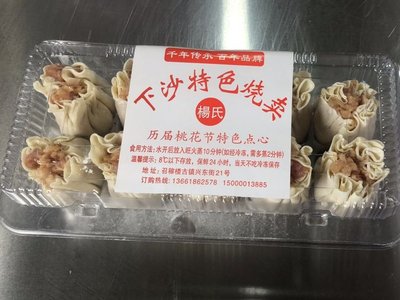 千年传承 百年品牌
下沙特色烧卖
楊氏
历届桃花节特色点心
食用方法:水开后放入旺火蒸10分钟(如经冷冻,需多蒸2分钟)
温馨提示:8℃以下存放,保鲜24小时,当天不吃冷冻保存
地 址:召稼楼古镇兴东街21号
订购热线:13661862578 15000013885